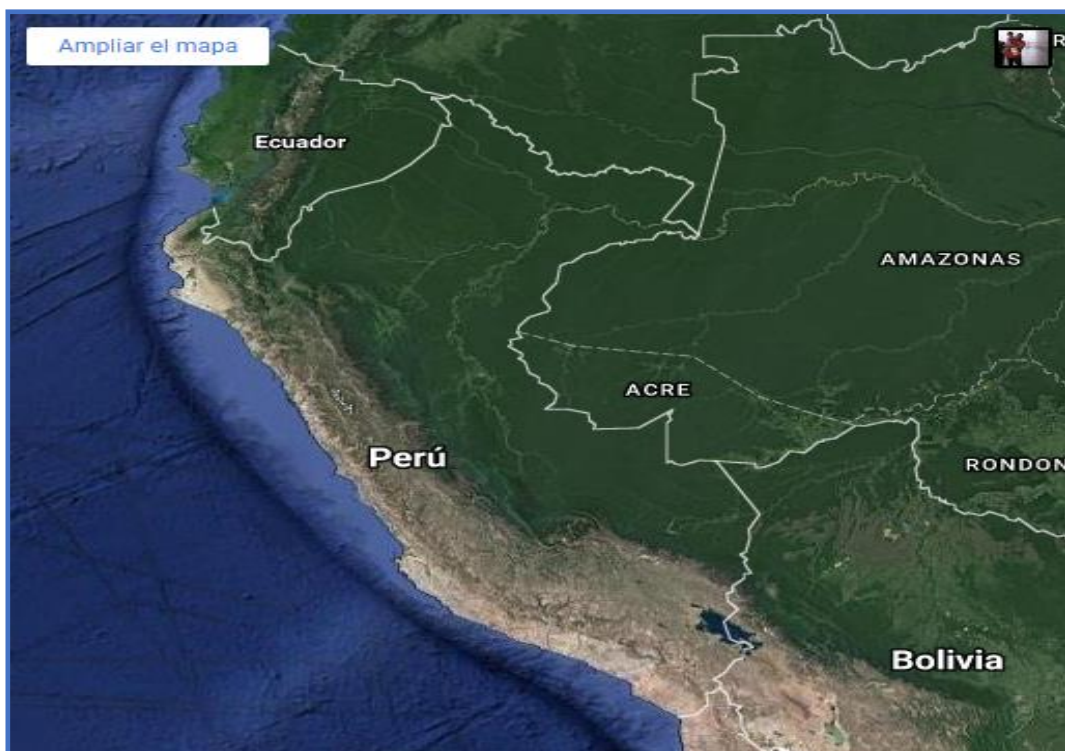 Ampliar el mapa
R
Ecuador
AMAZONAS
ACRE
Perú
RONDON
Bolivia